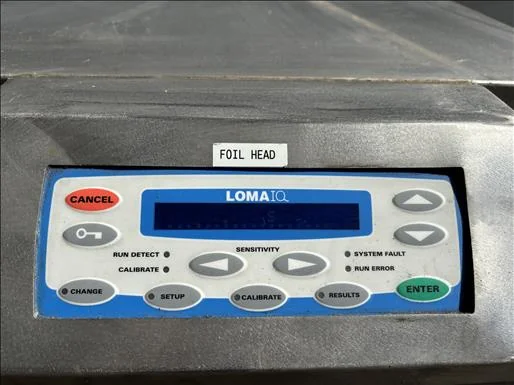 FOIL HEAD
LOMA IQ
CANCEL
SENSITIVITY
RUN DETECT
CALIBRATE
SYSTEM FAULT
RUN ERROR
CHANGE
SETUP
CALIBRATE
RESULTS
ENTER